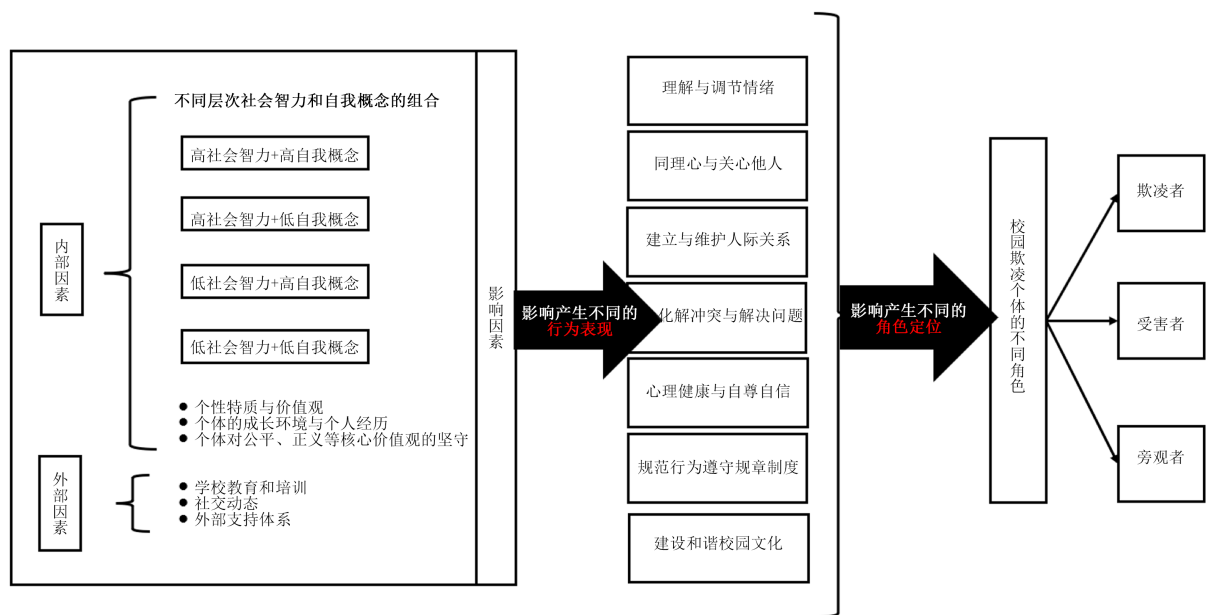 不同层次社会智力和自我概念的组合
高社会智力+高自我概念
高社会智力+低自我概念
低社会智力+高自我概念
低社会智力+低自我概念
内部因素
● 个性特质与价值观
● 个体的成长环境与个人经历
● 个体对公平、正义等核心价值观的坚守
外部因素
● 学校教育和培训
● 社交动态
● 外部支持体系
影响因素
影响产生不同的
行为表现
理解与调节情绪
同理心与关心他人
建立与维护人际关系
化解冲突与解决问题
心理健康与自尊自信
规范行为遵守规章制度
建设和谐校园文化
影响产生不同的
角色定位
校园欺凌个体的不同角色
欺凌者
受害者
旁观者